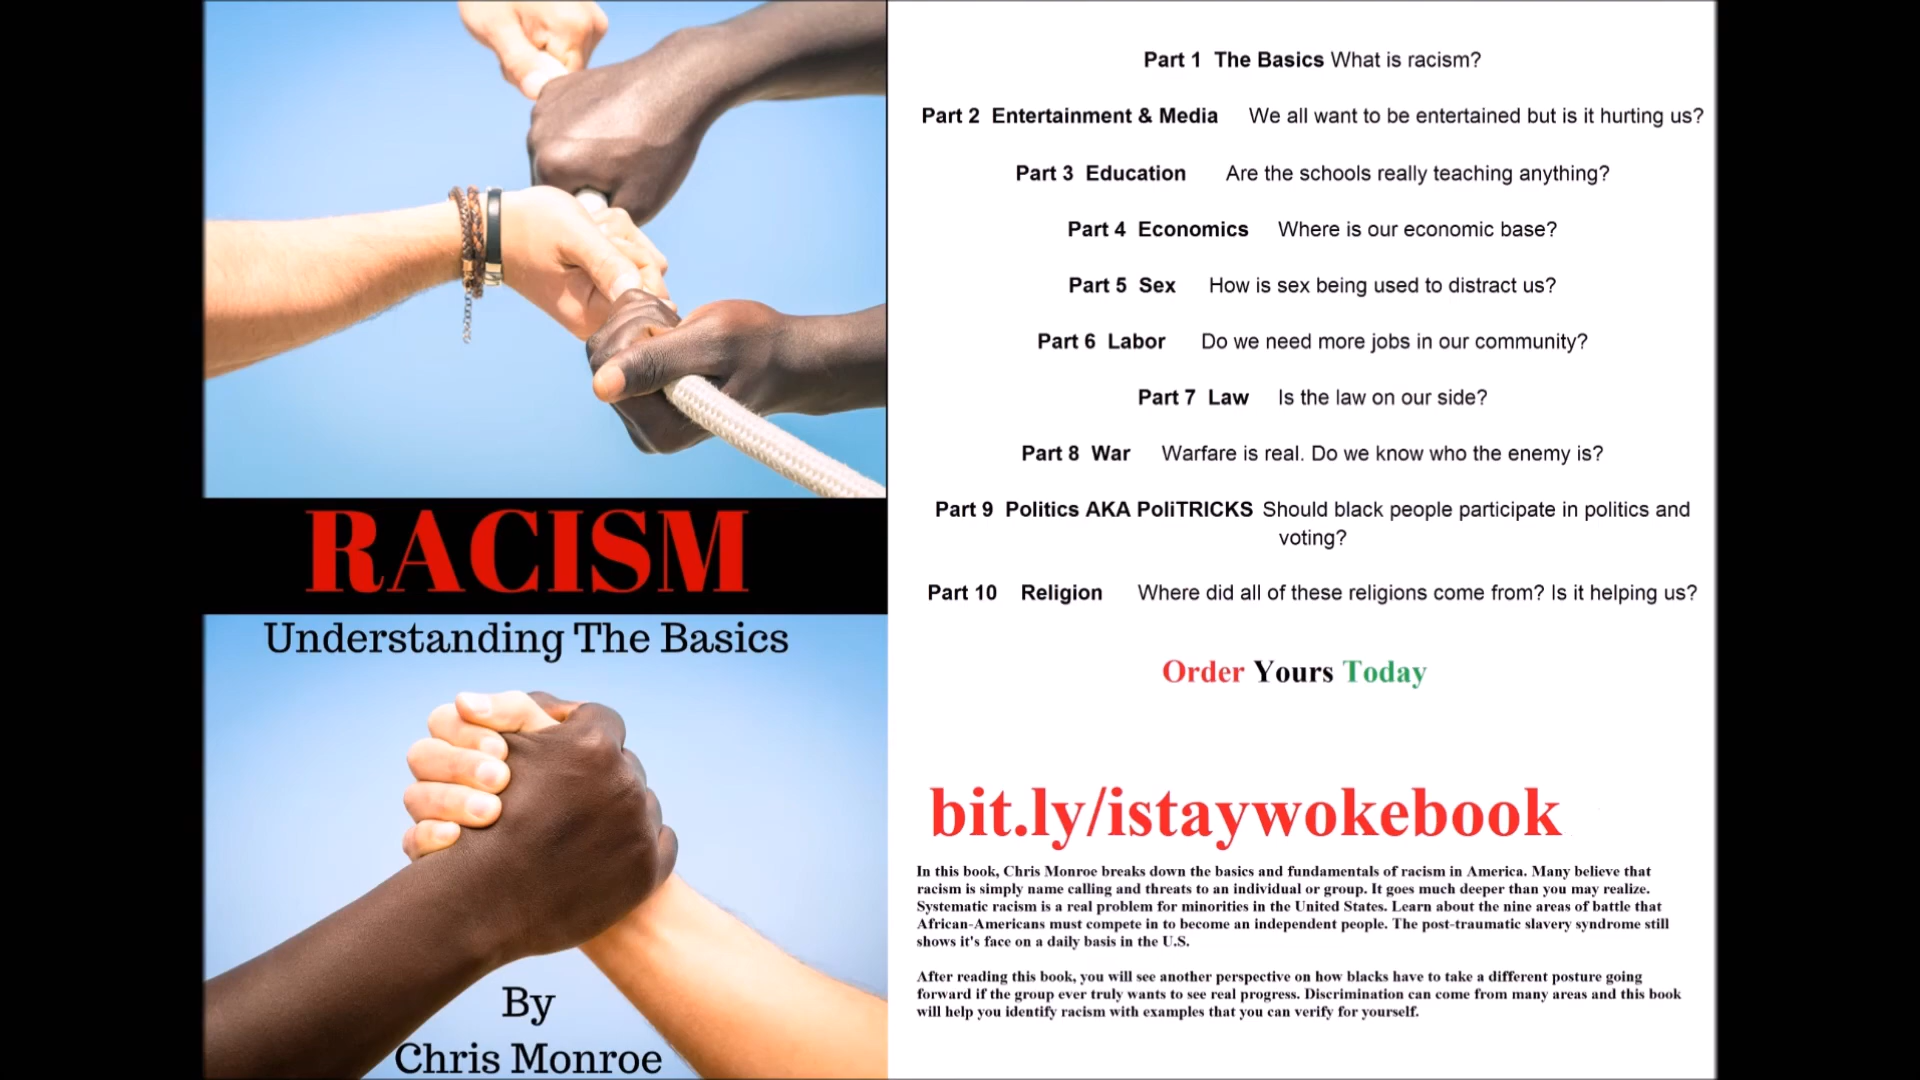 RACISM
Understanding The Basics
By
Chris Monroe
Part 1 The Basics What is racism?
Part 2 Entertainment & Media We all want to be entertained but is it hurting us?
Part 3 Education Are the schools really teaching anything?
Part 4 Economics Where is our economic base?
Part 5 Sex How is sex being used to distract us?
Part 6 Labor Do we need more jobs in our community?
Part 7 Law Is the law on our side?
Part 8 War Warfare is real. Do we know who the enemy is?
Part 9 Politics AKA PoliTRICKS Should black people participate in politics and
voting?
Part 10 Religion Where did all of these religions come from? Is it helping us?
Order Yours Today
bit.ly/istaywokebook
In this book, Chris Monroe breaks down the basics and fundamentals of racism in America. Many believe that
racism is simply name calling and threats to an individual or group. It goes much deeper than you may realize.
Systematic racism is a real problem for minorities in the United States. Learn about the nine areas of battle that
African-Americans must compete in to become an independent people. The post-traumatic slavery syndrome still
shows it's face on a daily basis in the U.S.
After reading this book, you will see another perspective on how blacks have to take a different posture going
forward if the group ever truly wants to see real progress. Discrimination can come from many areas and this book
will help you identify racism with examples that you can verify for yourself.